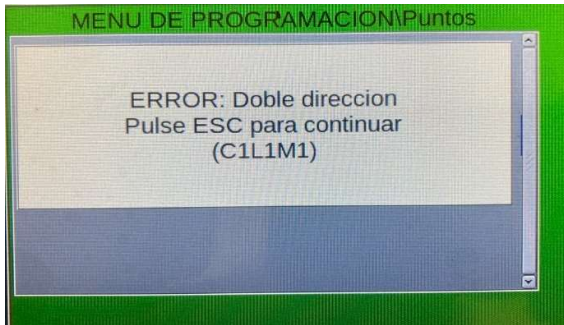 MENU DE PROGRAMACION\Puntos
ERROR: Doble direccion
Pulse ESC para continuar
(C1L1M1)